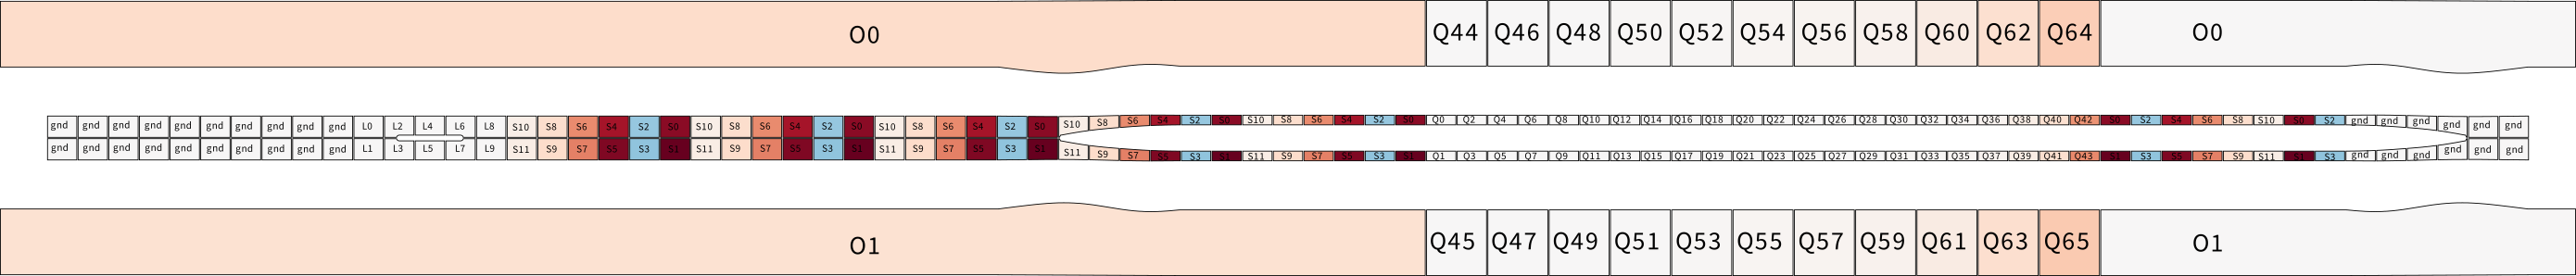 O0 Q44 Q46 Q48 Q50 Q52 Q54 Q56 Q58 Q60 Q62 Q64 O0
gnd gnd gnd gnd gnd gnd gnd gnd gnd gnd L0 L2 L4 L6 L8 S10 S8 S6 S4 S2 S0 S10 S8 S6 S4 S2 S0 S10 S8 S6 S4 S2 S0 S10 S8 S6 S4 S2 S0 S10 S8 S6 S4 S2 S0 Q0 Q2 Q4 Q6 Q8 Q10 Q12 Q14 Q16 Q18 Q20 Q22 Q24 Q26 Q28 Q30 Q32 Q34 Q36 Q38 Q40 Q42 S0 S2 S4 S6 S8 S10 S0 S2 gnd gnd gnd gnd gnd gnd
gnd gnd gnd gnd gnd gnd gnd gnd gnd gnd L1 L3 L5 L7 L9 S11 S9 S7 S5 S3 S1 S11 S9 S7 S5 S3 S1 S11 S9 S7 S5 S3 S1 S11 S9 S7 S5 S3 S1 S11 S9 S7 S5 S3 S1 Q1 Q3 Q5 Q7 Q9 Q11 Q13 Q15 Q17 Q19 Q21 Q23 Q25 Q27 Q29 Q31 Q33 Q35 Q37 Q39 Q41 Q43 S1 S3 S5 S7 S9 S11 S1 S3 gnd gnd gnd gnd gnd gnd
O1 Q45 Q47 Q49 Q51 Q53 Q55 Q57 Q59 Q61 Q63 Q65 O1